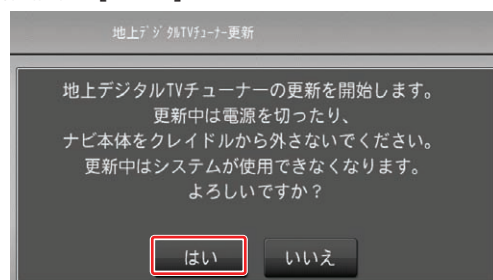 地上ﾃﾞｼﾞﾀﾙTVﾁｭｰﾅｰ更新
地上デジタルTVチューナーの更新を開始します。
更新中は電源を切ったり、
ナビ本体をクレイドルから外さないでください。
更新中はシステムが使用できなくなります。
よろしいですか？
はい
いいえ